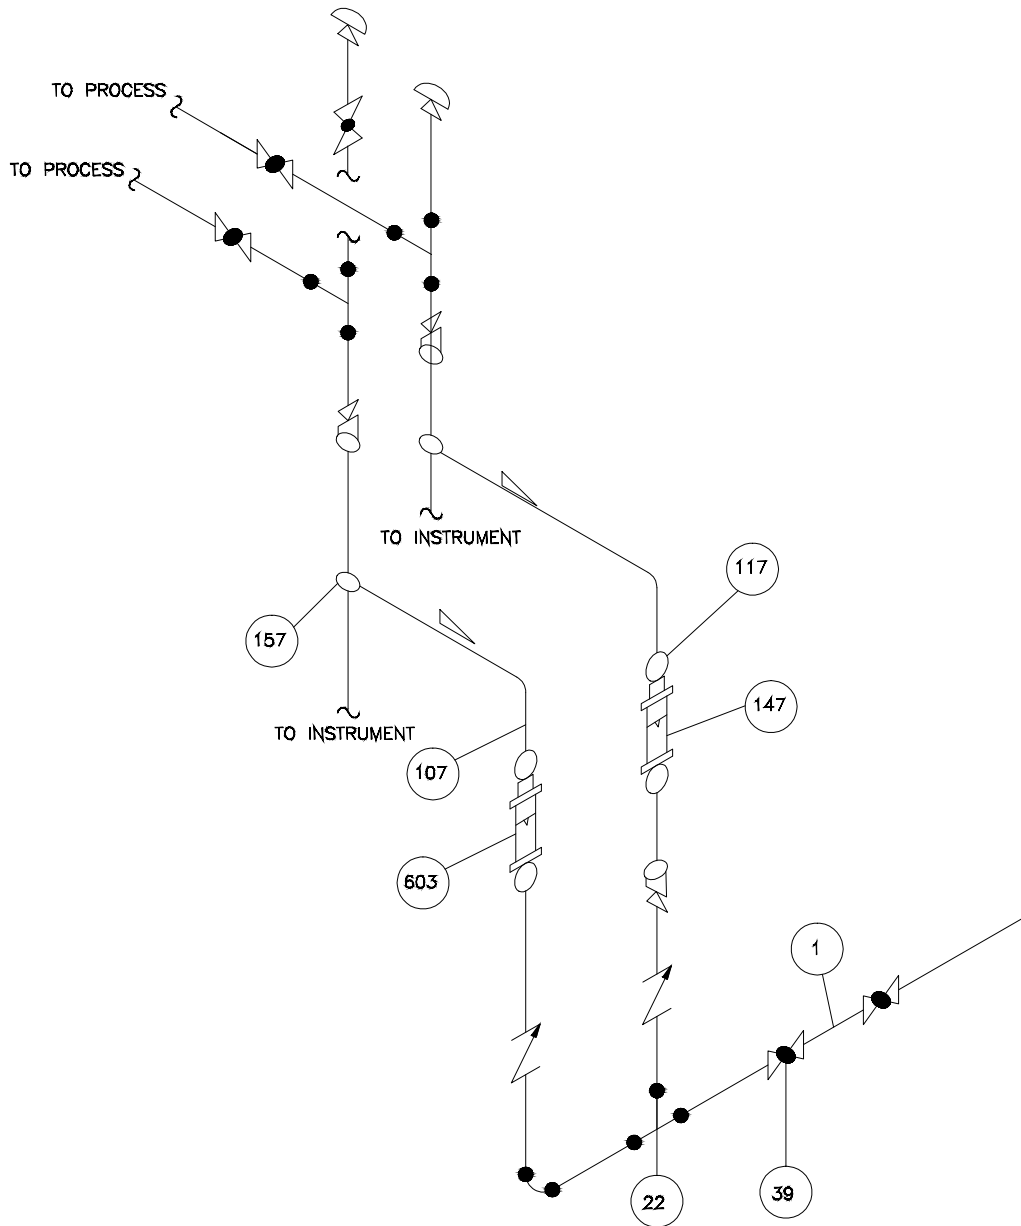 TO PROCESS
TO PROCESS
TO INSTRUMENT
117
157
147
TO INSTRUMENT
107
603
1
22
39